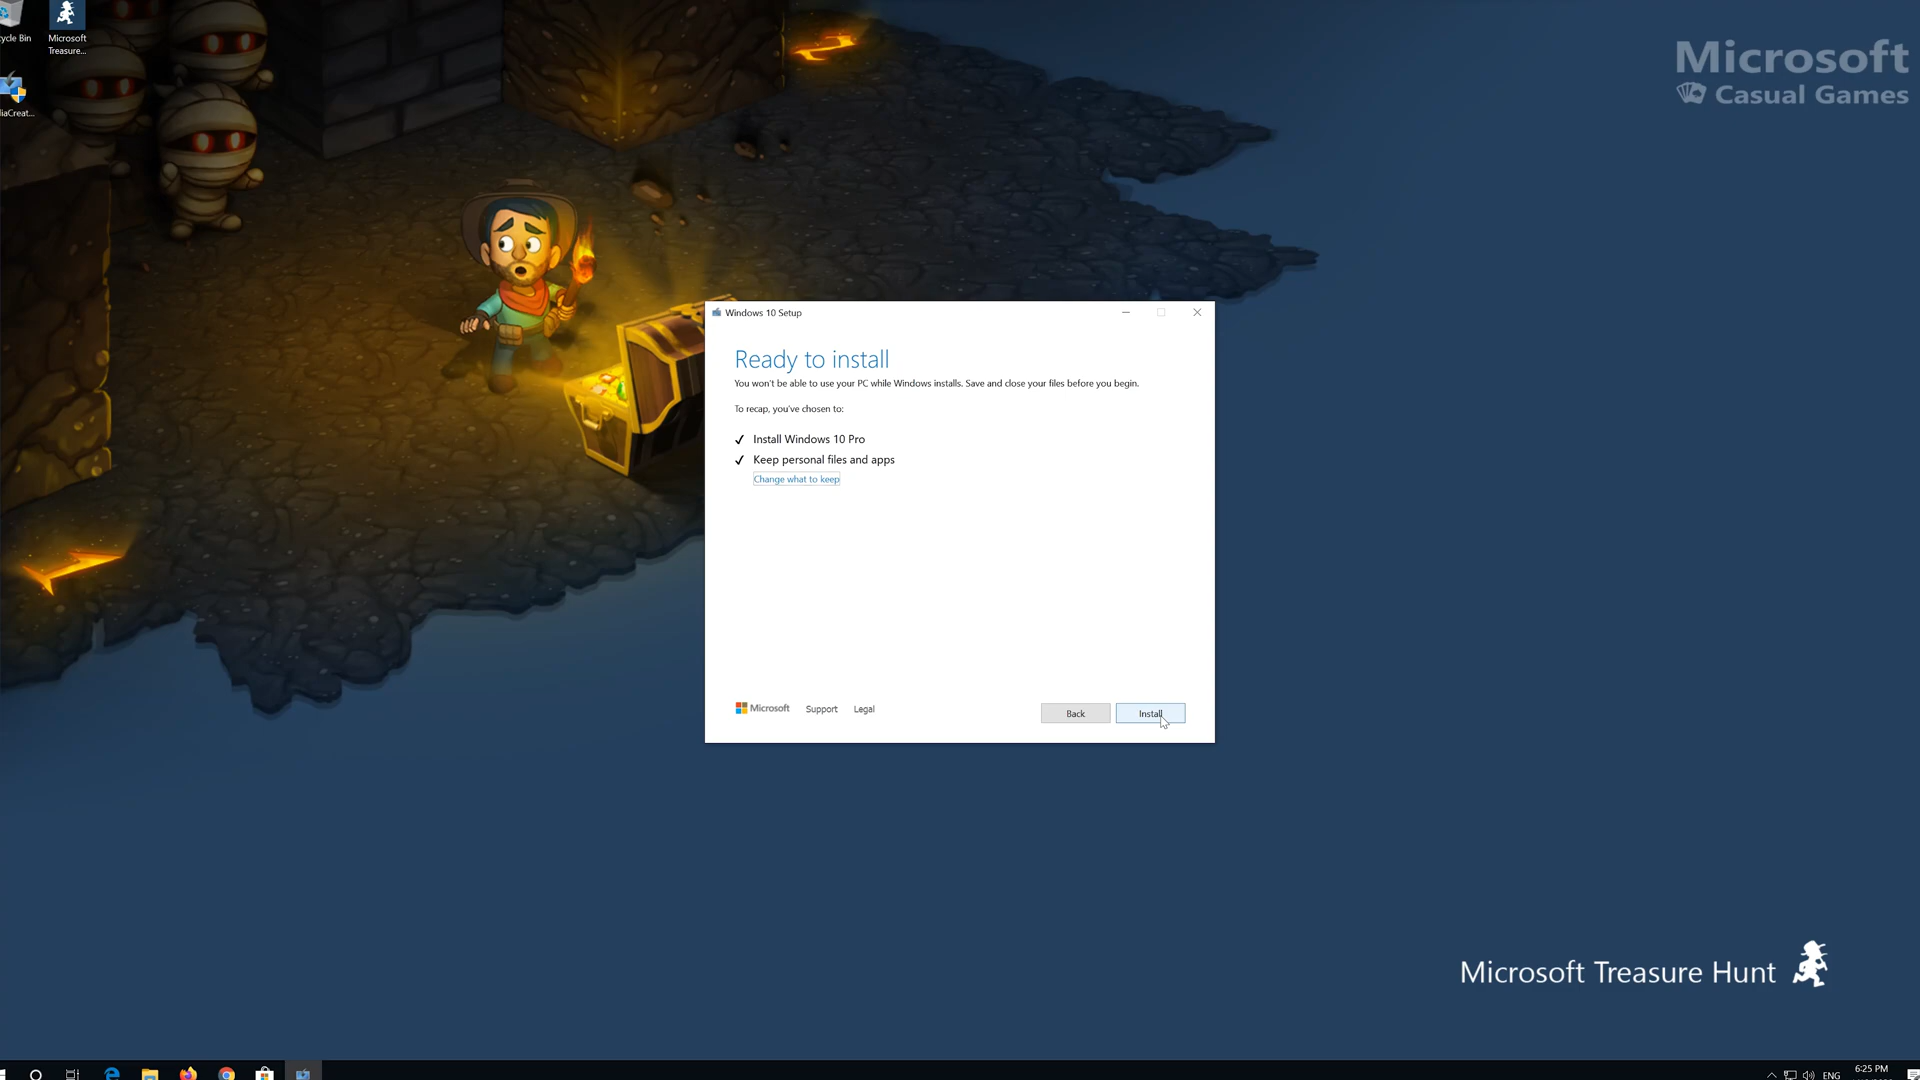 ycle Bin
Microsoft
Treasure...
iaCreat...
Microsoft
Casual Games
Windows 10 Setup
Ready to install
You won't be able to use your PC while Windows installs. Save and close your files before you begin.
To recap, you've chosen to:
Install Windows 10 Pro
Keep personal files and apps
Change what to keep
Microsoft
Support
Legal
Back
Install
Microsoft Treasure Hunt
ENG
6:25 PM